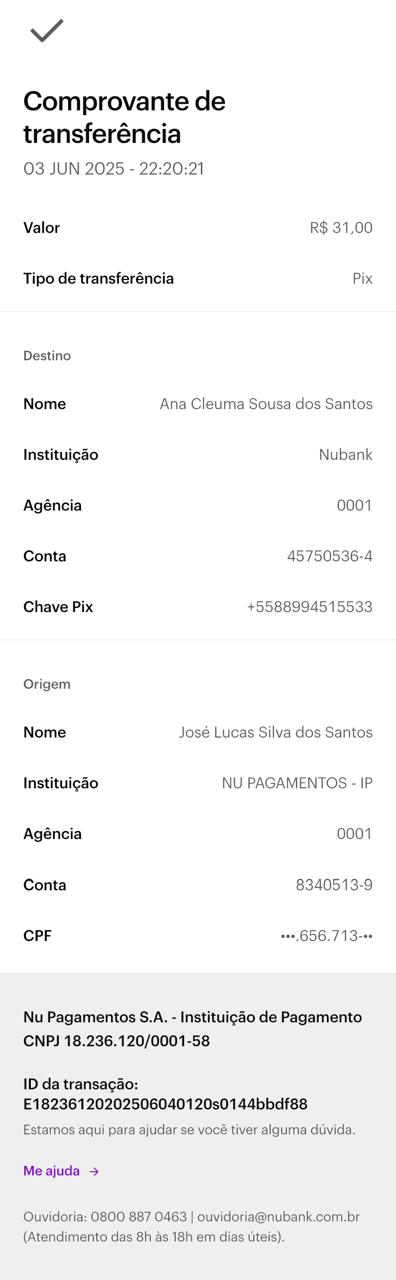 Comprovante de
transferência
03 JUN 2025 - 22:20:21
Valor R$ 31,00
Tipo de transferência Pix
Destino
Nome Ana Cleuma Sousa dos Santos
Instituição Nubank
Agência 0001
Conta 45750536-4
Chave Pix +5588994515533
Origem
Nome José Lucas Silva dos Santos
Instituição NU PAGAMENTOS - IP
Agência 0001
Conta 8340513-9
CPF •••.656.713-••
Nu Pagamentos S.A. - Instituição de Pagamento
CNPJ 18.236.120/0001-58
ID da transação:
E18236120202506040120s0144bbdf88
Estamos aqui para ajudar se você tiver alguma dúvida.
Me ajuda →
Ouvidoria: 0800 887 0463 | ouvidoria@nubank.com.br
(Atendimento das 8h às 18h em dias úteis).